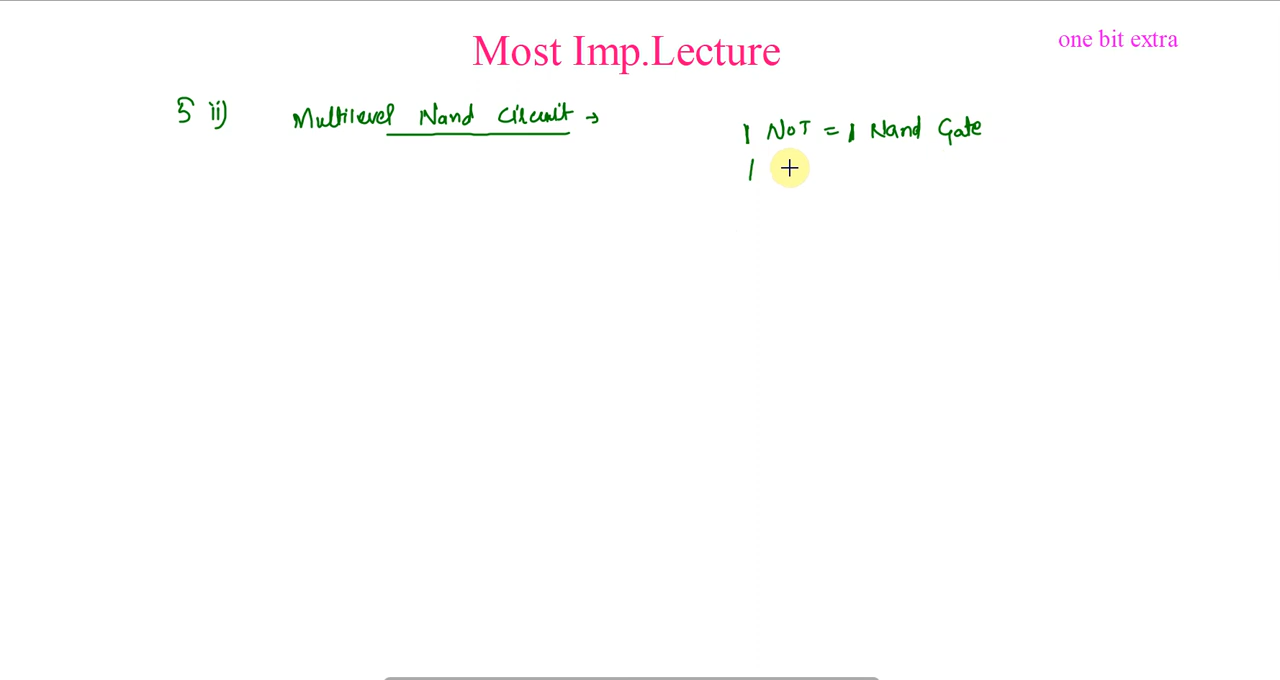 Most Imp.Lecture
one bit extra
5 ii) Multilevel Nand Circuit →
1 NOT = 1 Nand Gate
1